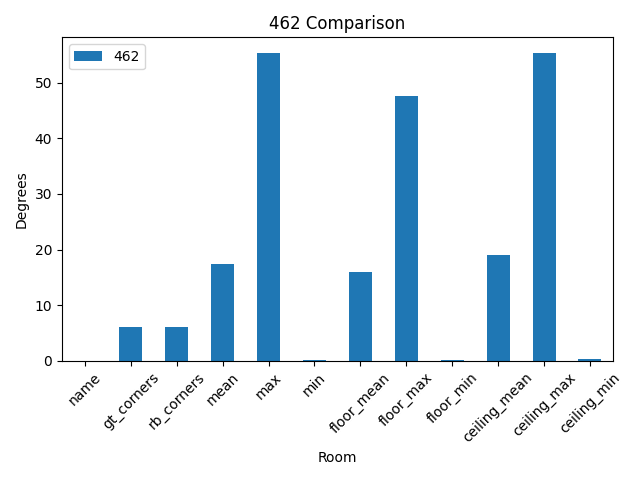 462 Comparison
462
50
40
30
20
10
0
Degrees
name
gt_corners
rb_corners
mean
max
min
floor_mean
floor_max
floor_min
ceiling_mean
ceiling_max
ceiling_min
Room